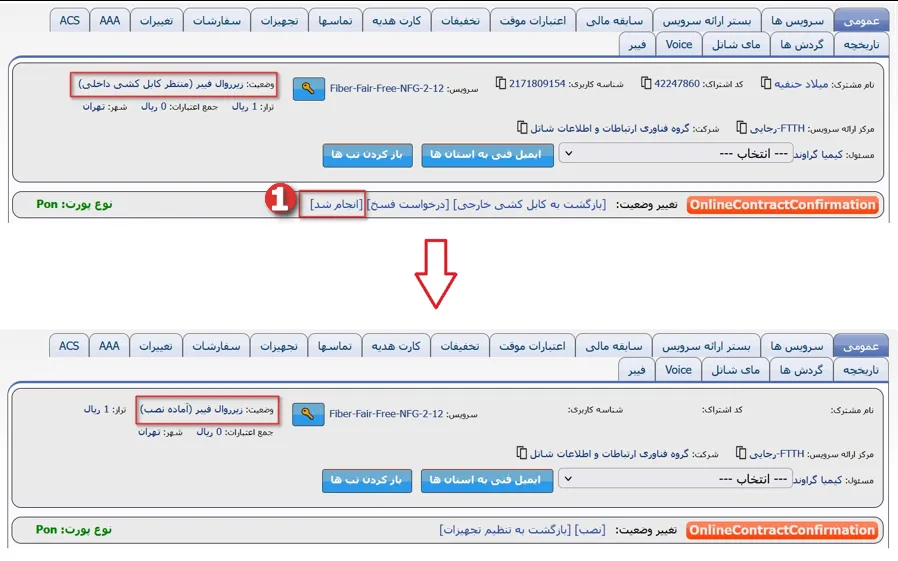 عمومی سرویس ها بستر ارائه سرویس سابقه مالی اعتبارات موقت تخفیفات کارت هدیه تماسها تجهیزات سفارشات تغییرات AAA ACS
تاریخچه گردش ها مای شاتل Voice فیبر
نام مشترک: میلاد حنفیه کد اشتراک: 42247860 شناسه کاربری: 2171809154 سرویس: Fiber-Fair-Free-NFG-2-12 وضعیت: زیرروال فیبر (منتظر کابل کشی داخلی)
تراز: 1 ریال جمع اعتبارات: 0 ریال شهر: تهران
مرکز ارائه سرویس: FTTH-رجایی شرکت: گروه فناوری ارتباطات و اطلاعات شاتل
مسئول: کیمیا گراوند --- انتخاب --- ایمیل فنی به استان ها باز کردن تب ها
OnlineContractConfirmation تغییر وضعیت: [بازگشت به کابل کشی خارجی] [درخواست فسخ] [انجام شد] 1 نوع پورت: Pon
عمومی سرویس ها بستر ارائه سرویس سابقه مالی اعتبارات موقت تخفیفات کارت هدیه تماسها تجهیزات سفارشات تغییرات AAA ACS
تاریخچه گردش ها مای شاتل Voice فیبر
نام مشترک: کد اشتراک: شناسه کاربری: سرویس: Fiber-Fair-Free-NFG-2-12 وضعیت: زیرروال فیبر (آماده نصب) تراز: 1 ریال
جمع اعتبارات: 0 ریال شهر: تهران
مرکز ارائه سرویس: FTTH-رجایی شرکت: گروه فناوری ارتباطات و اطلاعات شاتل
مسئول: کیمیا گراوند --- انتخاب --- ایمیل فنی به استان ها باز کردن تب ها
OnlineContractConfirmation تغییر وضعیت: [نصب] [بازگشت به تنظیم تجهیزات] نوع پورت: Pon